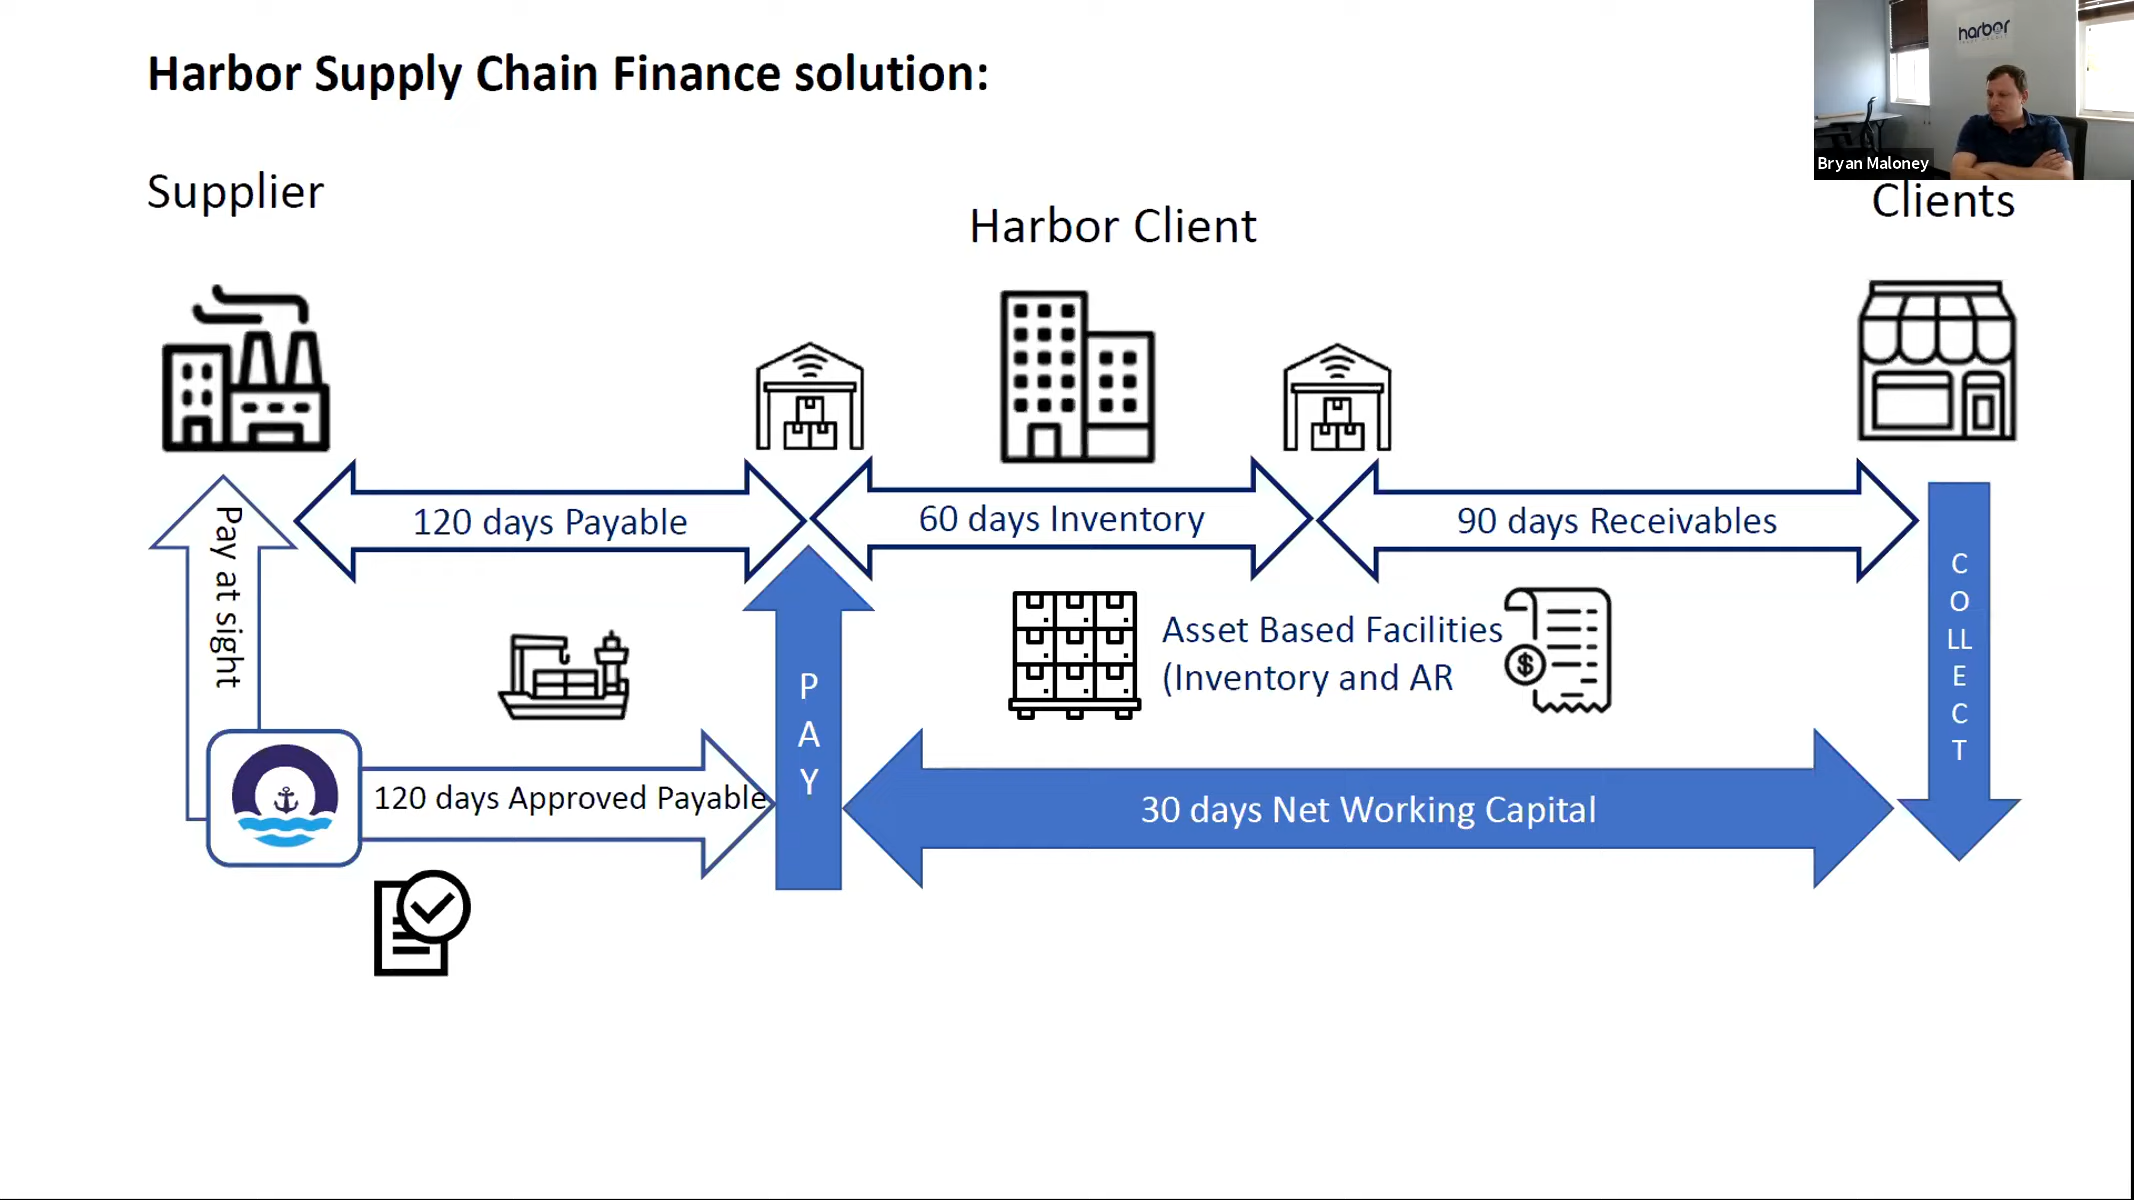 Harbor Supply Chain Finance solution:
harbor
Bryan Maloney
Supplier
Harbor Client
Clients
120 days Payable
60 days Inventory
90 days Receivables
Pay at sight
PAY
COLLECT
Asset Based Facilities
(Inventory and AR
$
120 days Approved Payable
30 days Net Working Capital